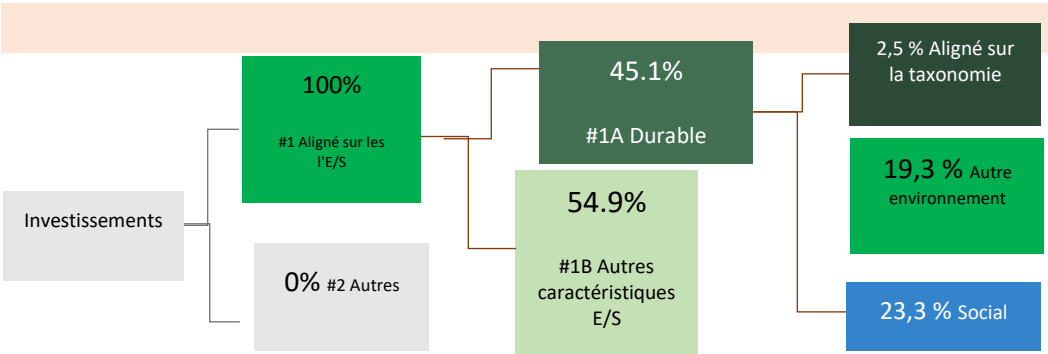 Investissements
100%
#1 Aligné sur les
l'E/S
0% #2 Autres
45.1%
#1A Durable
54.9%
#1B Autres
caractéristiques
E/S
2,5 % Aligné sur
la taxonomie
19,3 % Autre
environnement
23,3 % Social